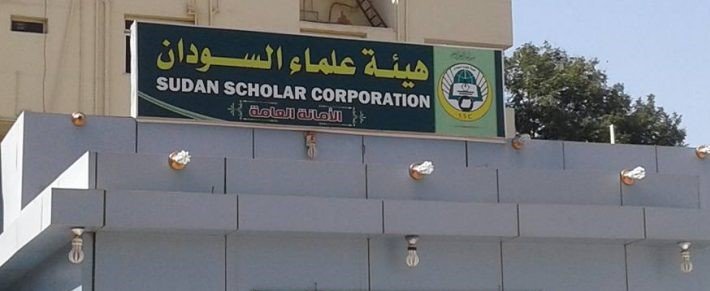 هيئة علماء السودان
SUDAN SCHOLAR CORPORATION
الأمانة العامة
S.S.C